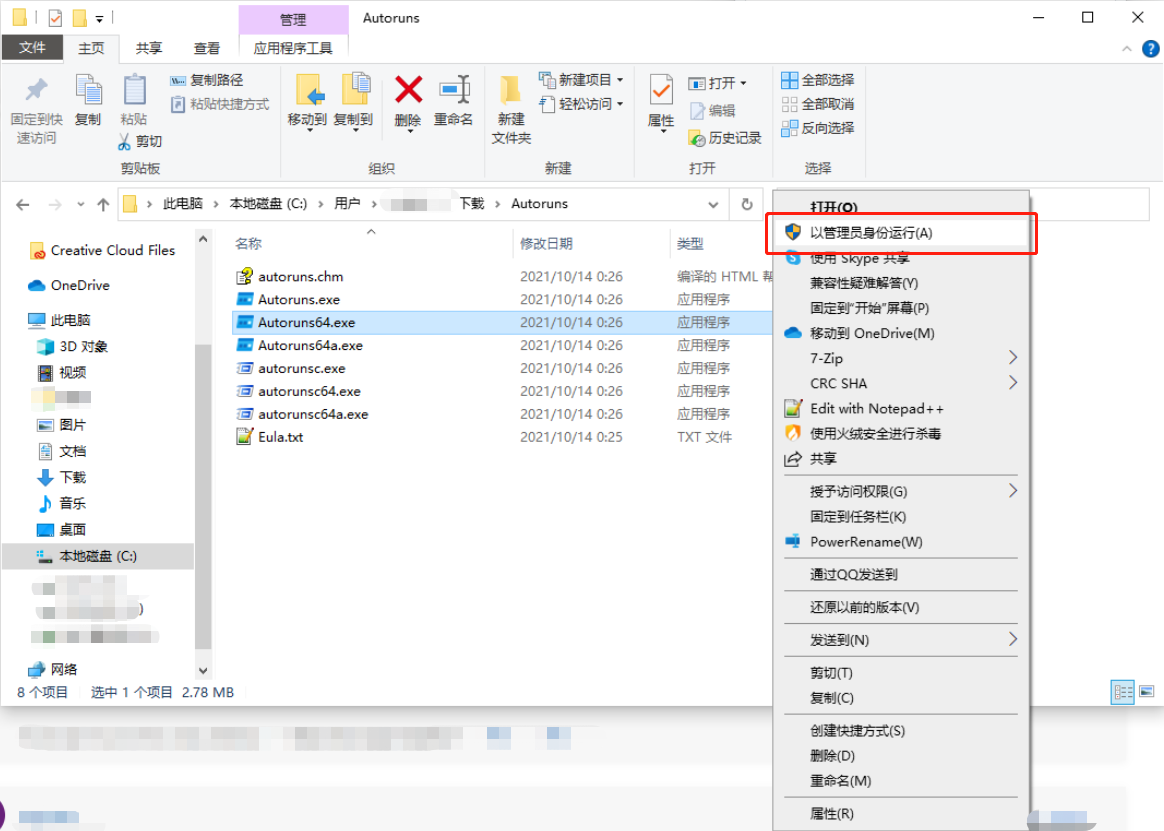 管理
Autoruns
文件
主页
共享
查看
应用程序工具
固定到快
速访问
复制
粘贴
复制路径
粘贴快捷方式
剪切
剪贴板
移动到
复制到
删除
重命名
组织
新建
文件夹
新建项目
轻松访问
新建
属性
打开
编辑
历史记录
打开
全部选择
全部取消
反向选择
选择
此电脑 > 本地磁盘 (C:) > 用户 > 下载 > Autoruns
Creative Cloud Files
OneDrive
此电脑
3D 对象
视频
图片
文档
下载
音乐
桌面
本地磁盘 (C:)
)
网络
名称 修改日期 类型
autoruns.chm 2021/10/14 0:26 编译的 HTML 帮
Autoruns.exe 2021/10/14 0:26 应用程序
Autoruns64.exe 2021/10/14 0:26 应用程序
Autoruns64a.exe 2021/10/14 0:26 应用程序
autorunsc.exe 2021/10/14 0:26 应用程序
autorunsc64.exe 2021/10/14 0:26 应用程序
autorunsc64a.exe 2021/10/14 0:26 应用程序
Eula.txt 2021/10/14 0:25 TXT 文件
打开(O)
以管理员身份运行(A)
使用 Skype 共享
兼容性疑难解答(Y)
固定到"开始"屏幕(P)
移动到 OneDrive(M)
7-Zip
CRC SHA
Edit with Notepad++
使用火绒安全进行杀毒
共享
授予访问权限(G)
固定到任务栏(K)
PowerRename(W)
通过QQ发送到
还原以前的版本(V)
发送到(N)
剪切(T)
复制(C)
创建快捷方式(S)
删除(D)
重命名(M)
属性(R)
8 个项目 选中 1 个项目 2.78 MB